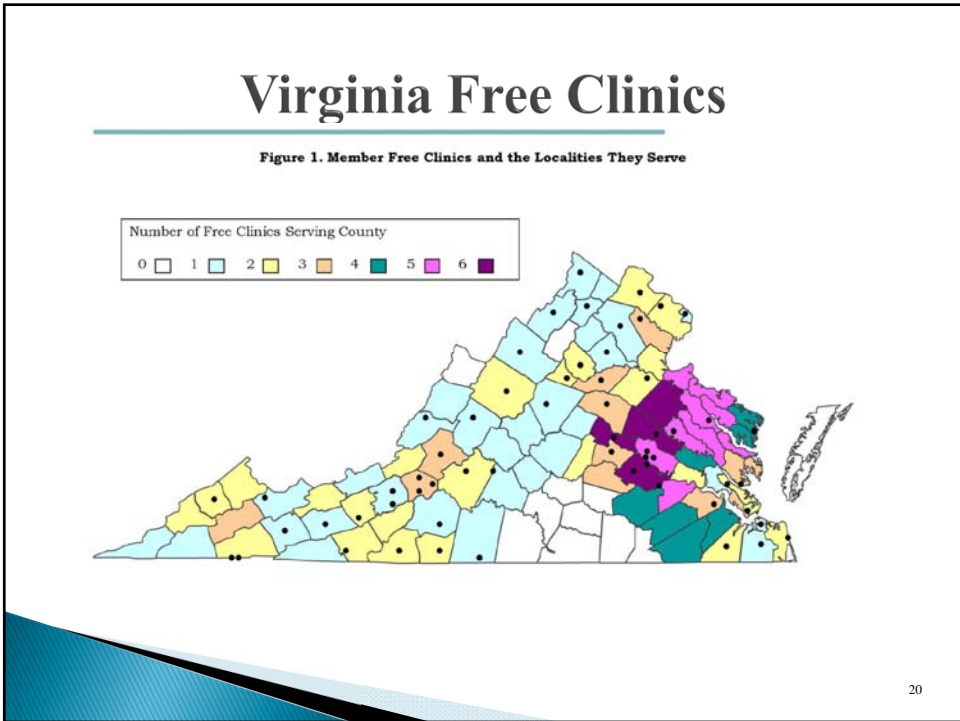 Virginia Free Clinics
Figure 1. Member Free Clinics and the Localities They Serve
Number of Free Clinics Serving County
0 1 2 3 4 5 6
20